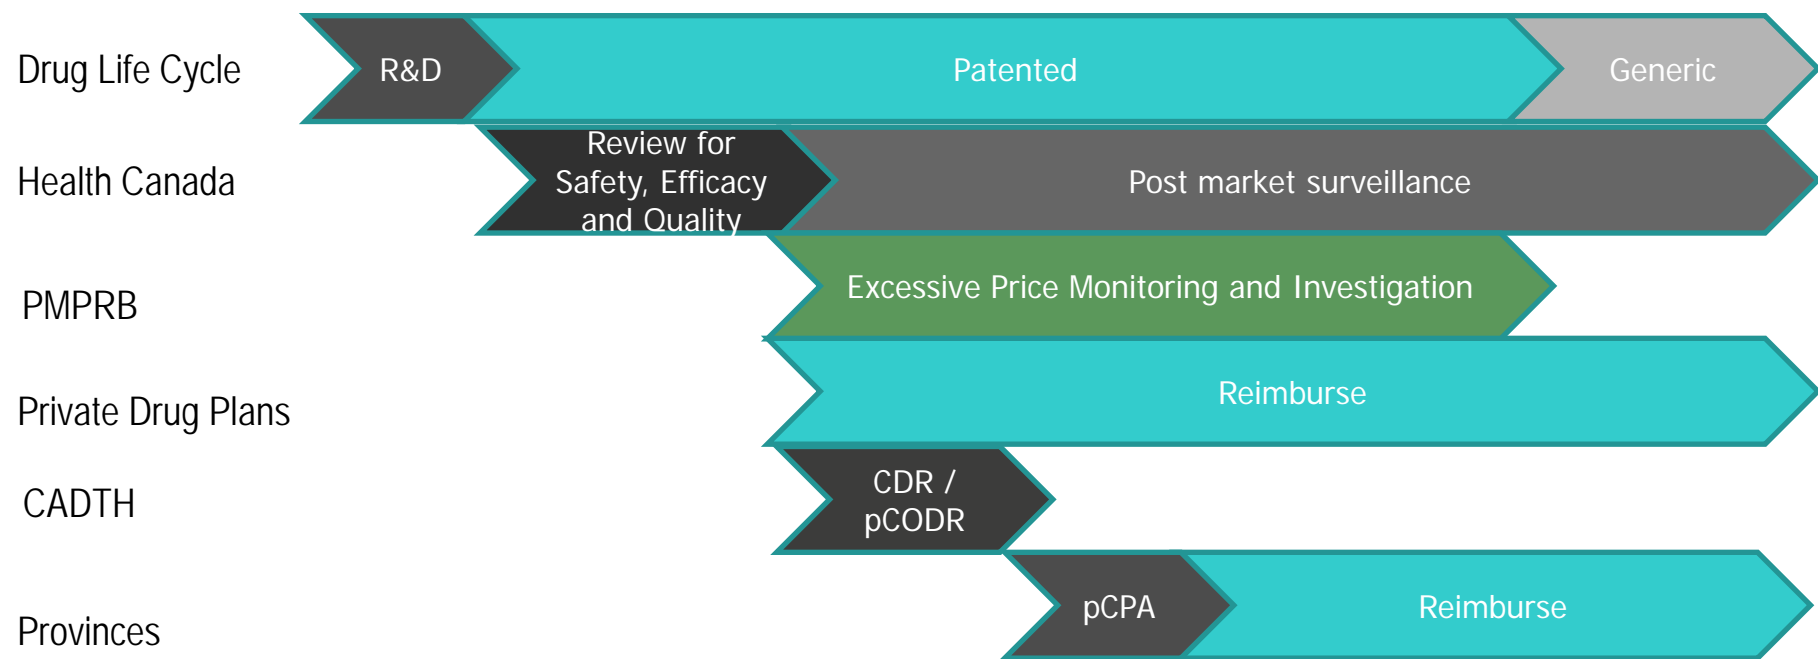 Drug Life Cycle
R&D
Patented
Generic
Health Canada
Review for
Safety, Efficacy
and Quality
Post market surveillance
PMPRB
Excessive Price Monitoring and Investigation
Private Drug Plans
Reimburse
CADTH
CDR /
pCODR
Provinces
pCPA
Reimburse